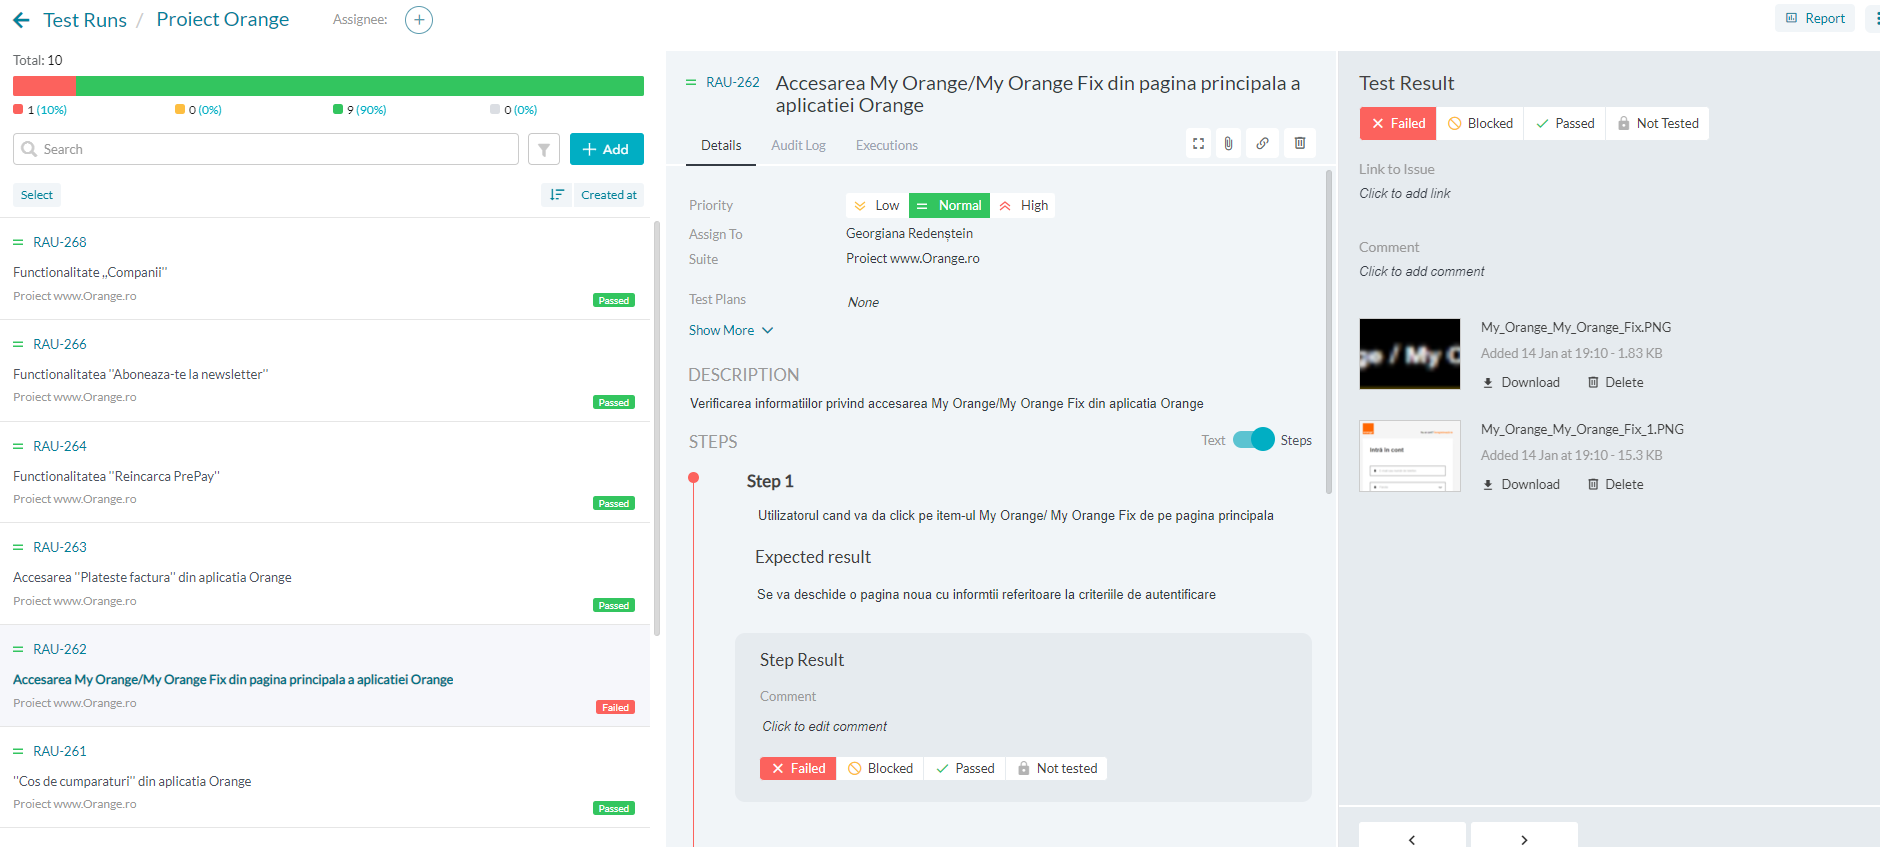 Test Runs / Proiect Orange Assignee:
Report
Total: 10
1 (10%) 0 (0%) 9 (90%) 0 (0%)
Search
Add
Select
Created at
RAU-268
Functionalitate ,,Companii''
Proiect www.Orange.ro
Passed
RAU-266
Functionalitatea ''Aboneaza-te la newsletter''
Proiect www.Orange.ro
Passed
RAU-264
Functionalitatea ''Reincarca PrePay''
Proiect www.Orange.ro
Passed
RAU-263
Accesarea ''Plateste factura'' din aplicatia Orange
Proiect www.Orange.ro
Passed
RAU-262
Accesarea My Orange/My Orange Fix din pagina principala a aplicatiei Orange
Proiect www.Orange.ro
Failed
RAU-261
''Cos de cumparaturi'' din aplicatia Orange
Proiect www.Orange.ro
Passed
RAU-262
Accesarea My Orange/My Orange Fix din pagina principala a
aplicatiei Orange
Details Audit Log Executions
Priority Low Normal High
Assign To Georgiana Redenștein
Suite Proiect www.Orange.ro
Test Plans None
Show More
DESCRIPTION
Verificarea informatiilor privind accesarea My Orange/My Orange Fix din aplicatia Orange
STEPS
Text Steps
Step 1
Utilizatorul cand va da click pe item-ul My Orange/ My Orange Fix de pe pagina principala
Expected result
Se va deschide o pagina noua cu informtii referitoare la criteriile de autentificare
Step Result
Comment
Click to edit comment
Failed Blocked Passed Not tested
Test Result
Failed Blocked Passed Not Tested
Link to Issue
Click to add link
Comment
Click to add comment
ge / My O
My_Orange_My_Orange_Fix.PNG
Added 14 Jan at 19:10 - 1.83 KB
Download Delete
Intră în cont
My_Orange_My_Orange_Fix_1.PNG
Added 14 Jan at 19:10 - 15.3 KB
Download Delete